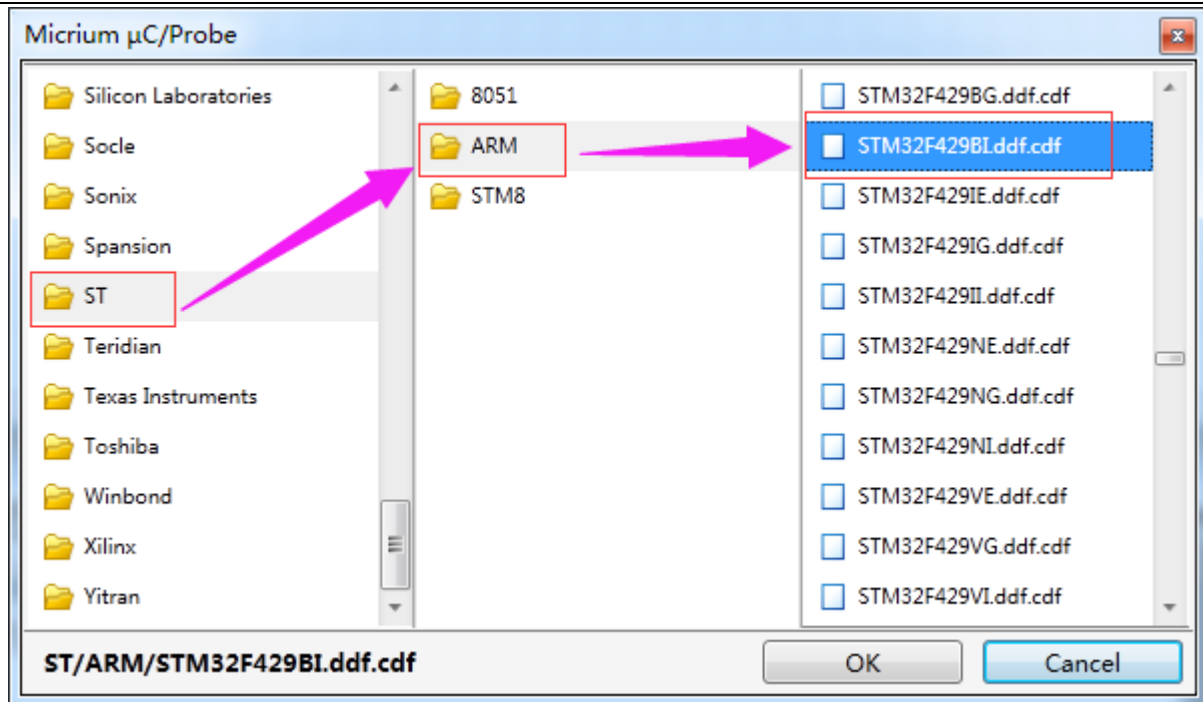 Micrium µC/Probe
Silicon Laboratories
Socle
Sonix
Spansion
ST
Teridian
Texas Instruments
Toshiba
Winbond
Xilinx
Yitran
8051
ARM
STM8
STM32F429BG.ddf.cdf
STM32F429BI.ddf.cdf
STM32F429IE.ddf.cdf
STM32F429IG.ddf.cdf
STM32F429II.ddf.cdf
STM32F429NE.ddf.cdf
STM32F429NG.ddf.cdf
STM32F429NI.ddf.cdf
STM32F429VE.ddf.cdf
STM32F429VG.ddf.cdf
STM32F429VI.ddf.cdf
ST/ARM/STM32F429BI.ddf.cdf
OK
Cancel